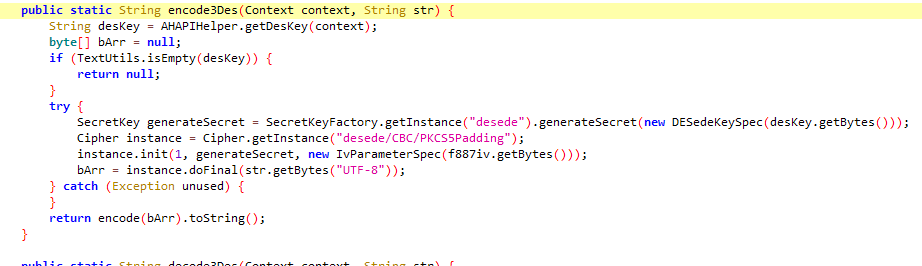 public static String encode3Des(Context context, String str) {
    String desKey = AHAPIHelper.getDesKey(context);
    byte[] bArr = null;
    if (TextUtils.isEmpty(desKey)) {
        return null;
    }
    try {
        SecretKey generateSecret = SecretKeyFactory.getInstance("desede").generateSecret(new DESedeKeySpec(desKey.getBytes()));
        Cipher instance = Cipher.getInstance("desede/CBC/PKCS5Padding");
        instance.init(1, generateSecret, new IvParameterSpec(f887iv.getBytes()));
        bArr = instance.doFinal(str.getBytes("UTF-8"));
    } catch (Exception unused) {
    }
    return encode(bArr).toString();
}
public static String decode3Des(Context context, String str) {